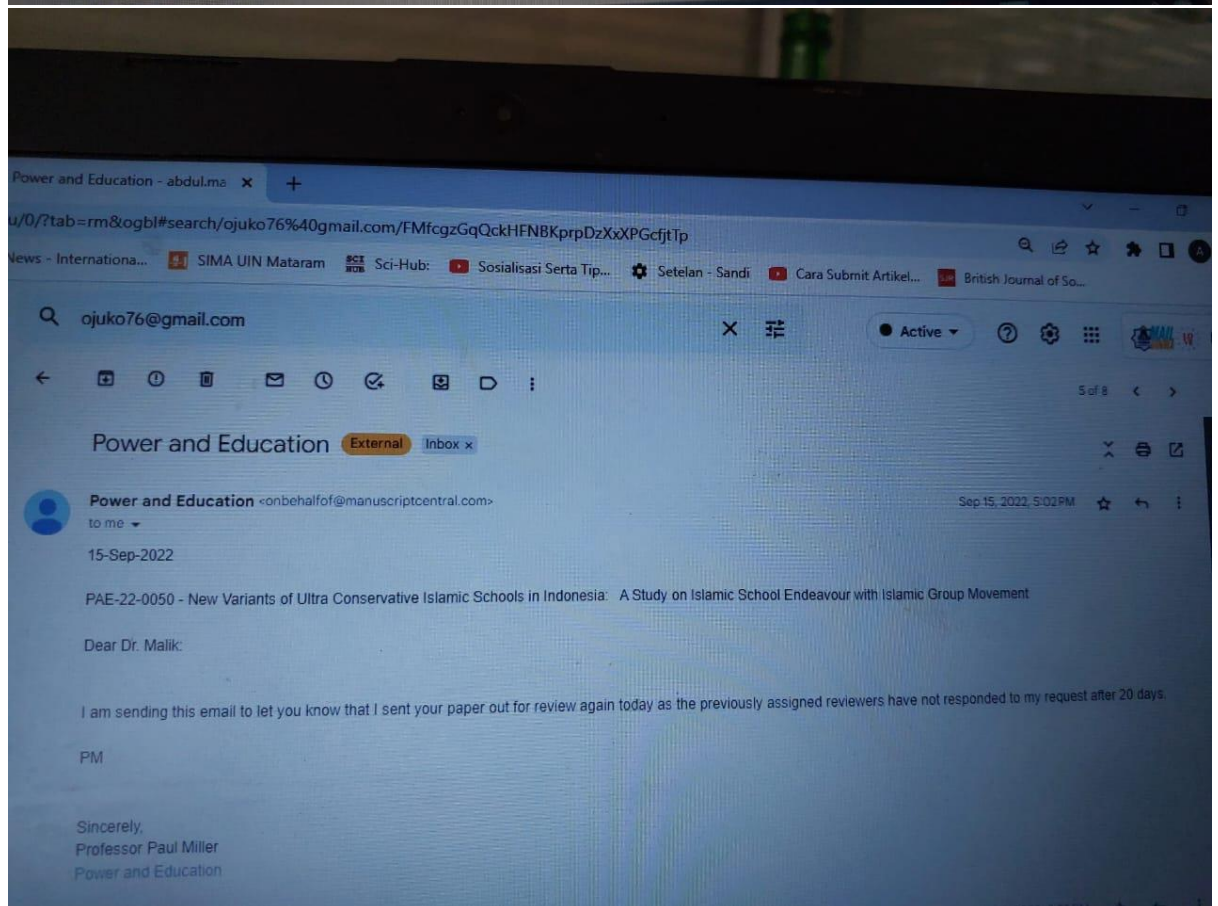 Power and Education - abdul.ma
u/0/?tab=rm&ogbl#search/ojuko76%40gmail.com/FMfcgzGqQckHFNBKprpDzXxXPGcfjtTp
News - Internationa... SIMA UIN Mataram SCI HUB Sci-Hub: Sosialisasi Serta Tip... Setelan - Sandi Cara Submit Artikel... British Journal of So...
ojuko76@gmail.com Active
5 of 8
Power and Education External Inbox x
Power and Education <onbehalfof@manuscriptcentral.com> Sep 15, 2022, 5:02 PM
to me
15-Sep-2022
PAE-22-0050 - New Variants of Ultra Conservative Islamic Schools in Indonesia: A Study on Islamic School Endeavour with Islamic Group Movement
Dear Dr. Malik:
I am sending this email to let you know that I sent your paper out for review again today as the previously assigned reviewers have not responded to my request after 20 days.
PM
Sincerely,
Professor Paul Miller
Power and Education